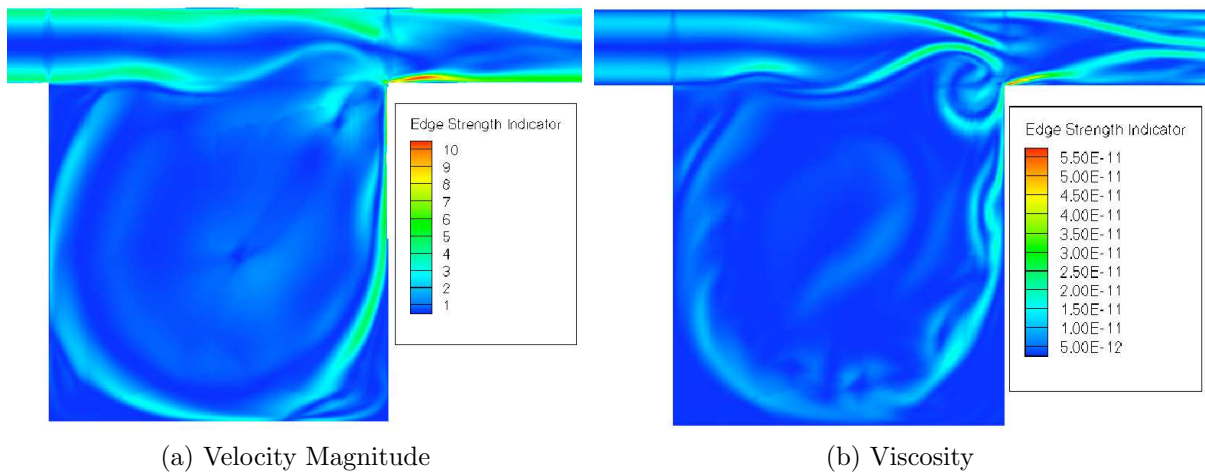 Edge Strength Indicator
10
9
8
7
6
5
4
3
2
1
Edge Strength Indicator
5.50E-11
5.00E-11
4.50E-11
4.00E-11
3.50E-11
3.00E-11
2.50E-11
2.00E-11
1.50E-11
1.00E-11
5.00E-12
(a) Velocity Magnitude
(b) Viscosity